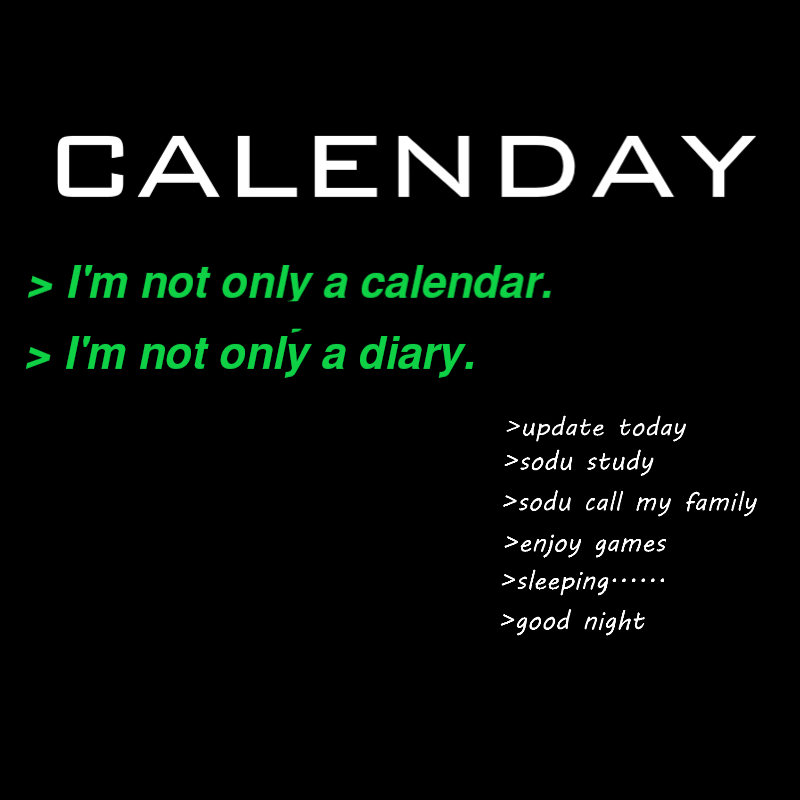 CALENDAY
> I'm not only a calendar.
> I'm not only a diary.
>update today
>sodu study
>sodu call my family
>enjoy games
>sleeping……
>good night